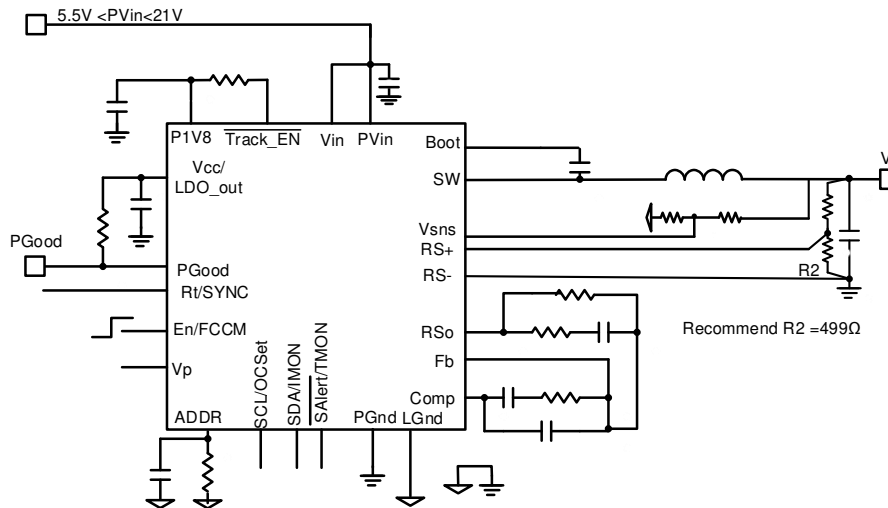 5.5V <PVin<21V
P1V8
Track_EN
Vin
PVin
Boot
Vcc/
LDO_out
SW
V
Vsns
PGood
RS+
PGood
RS-
R2
Rt/SYNC
En/FCCM
RSo
Recommend R2 =499Ω
Fb
Vp
Comp
SCL/OCSet
SDA/IMON
SAlert/TMON
ADDR
PGnd
LGnd